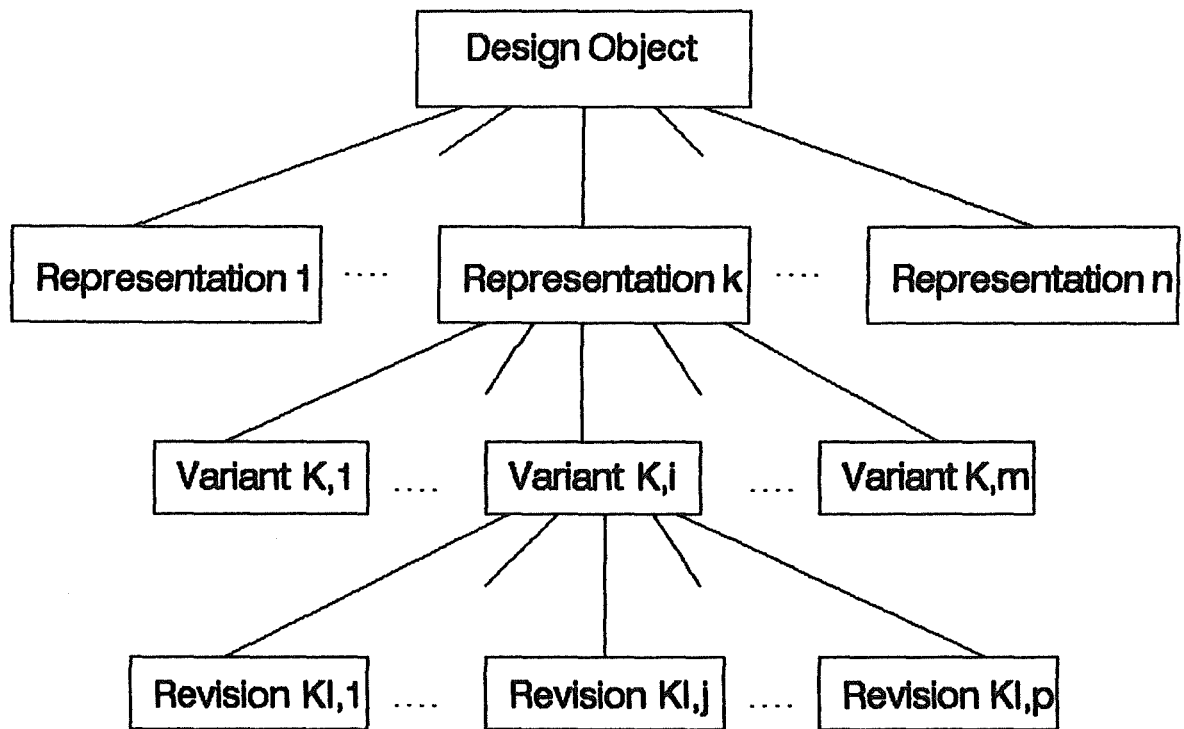 Design Object
Representation 1 .... Representation k .... Representation n
Variant K,1 .... Variant K,i .... Variant K,m
Revision KI,1 .... Revision KI,j .... Revision KI,p